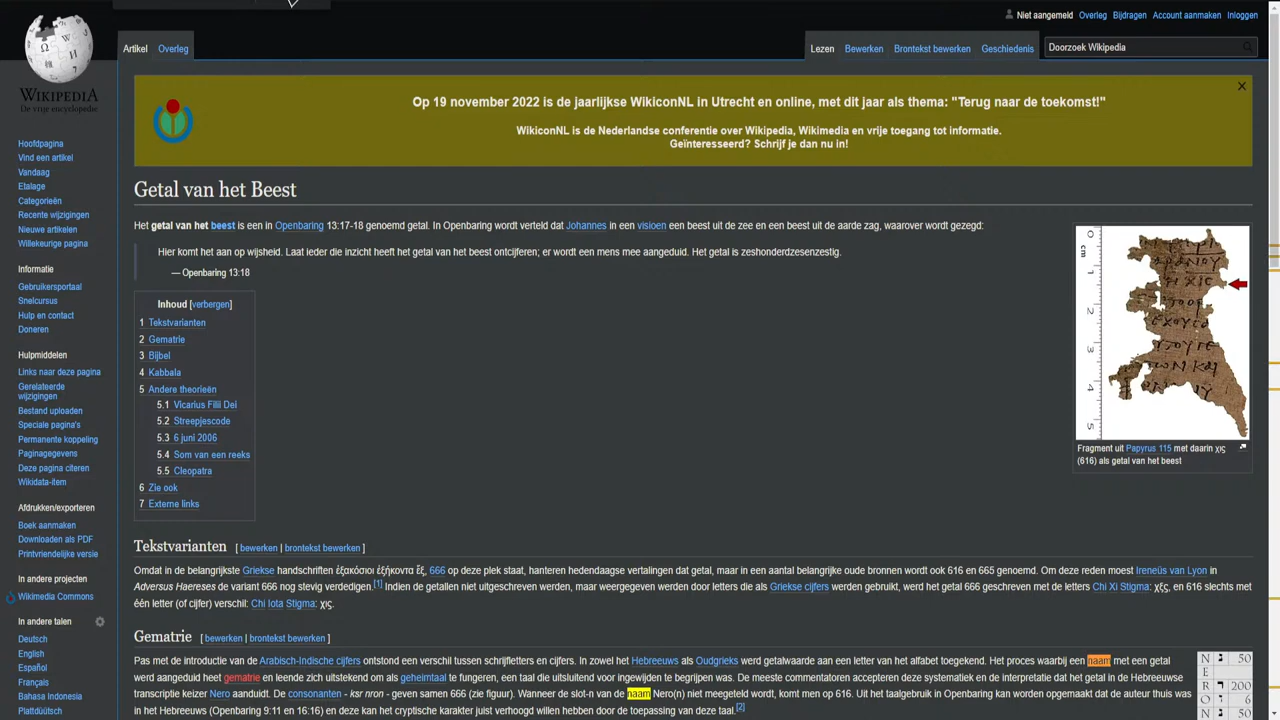 Niet aangemeld Overleg Bijdragen Account aanmaken Inloggen
Artikel Overleg
Lezen Bewerken Brontekst bewerken Geschiedenis
Doorzoek Wikipedia
WIKIPEDIA
De vrije encyclopedie
Hoofdpagina
Vind een artikel
Vandaag
Etalage
Categorieën
Recente wijzigingen
Nieuwe artikelen
Willekeurige pagina
Informatie
Gebruikersportaal
Snelcursus
Hulp en contact
Doneren
Hulpmiddelen
Links naar deze pagina
Gerelateerde
wijzigingen
Bestand uploaden
Speciale pagina's
Permanente koppeling
Paginagegevens
Deze pagina citeren
Wikidata-item
Afdrukken/exporteren
Boek aanmaken
Downloaden als PDF
Printvriendelijke versie
In andere projecten
Wikimedia Commons
In andere talen
Deutsch
English
Español
Français
Bahasa Indonesia
Plattdüütsch
Op 19 november 2022 is de jaarlijkse WikiconNL in Utrecht en online, met dit jaar als thema: "Terug naar de toekomst!"
WikiconNL is de Nederlandse conferentie over Wikipedia, Wikimedia en vrije toegang tot informatie.
Geïnteresseerd? Schrijf je dan nu in!
Getal van het Beest
Het getal van het beest is een in Openbaring 13:17-18 genoemd getal. In Openbaring wordt verteld dat Johannes in een visioen een beest uit de zee en een beest uit de aarde zag, waarover wordt gezegd:
Hier komt het aan op wijsheid. Laat ieder die inzicht heeft het getal van het beest ontcijferen; er wordt een mens mee aangeduid. Het getal is zeshonderdzesenzestig.
— Openbaring 13:18
Inhoud [verbergen]
1 Tekstvarianten
2 Gematrie
3 Bijbel
4 Kabbala
5 Andere theorieën
5.1 Vicarius Filii Dei
5.2 Streepjescode
5.3 6 juni 2006
5.4 Som van een reeks
5.5 Cleopatra
6 Zie ook
7 Externe links
0
cm
1
2
3
4
5
Fragment uit Papyrus 115 met daarin χις
(616) als getal van het beest
Tekstvarianten [ bewerken | brontekst bewerken ]
Omdat in de belangrijkste Griekse handschriften ἑξακόσιοι ἑξήκοντα ἕξ, 666 op deze plek staat, hanteren hedendaagse vertalingen dat getal, maar in een aantal belangrijke oude bronnen wordt ook 616 en 665 genoemd. Om deze reden moest Ireneüs van Lyon in
Adversus Haereses de variant 666 nog stevig verdedigen.[1] Indien de getallen niet uitgeschreven werden, maar weergegeven werden door letters die als Griekse cijfers werden gebruikt, werd het getal 666 geschreven met de letters Chi Xi Stigma: χξς, en 616 slechts met
één letter (of cijfer) verschil: Chi Iota Stigma: χις.
Gematrie [ bewerken | brontekst bewerken ]
Pas met de introductie van de Arabisch-Indische cijfers ontstond een verschil tussen schrijfletters en cijfers. In zowel het Hebreeuws als Oudgrieks werd getalwaarde aan een letter van het alfabet toegekend. Het proces waarbij een naam met een getal
werd aangeduid heet gematrie en leende zich uitstekend voor ingewijden te fungeren, een taal die uitsluitend voor ingewijden te begrijpen was. De meeste commentatoren accepteren deze systematiek en de interpretatie dat het getal in de Hebreeuwse
transcriptie keizer Nero aanduidt. De consonanten - ksr nron - geven samen 666 (zie figuur). Wanneer de slot-n van de naam Nero(n) niet meegeteld wordt, komt men op 616. Uit het taalgebruik in Openbaring kan worden opgemaakt dat de auteur thuis was
in het Hebreeuws (Openbaring 9:11 en 16:16) en deze kan het cryptische karakter juist verhoogd willen hebben door de toepassing van deze taal.[2]
N נ 50
E
R ר 200
O ו 6
N נ 50